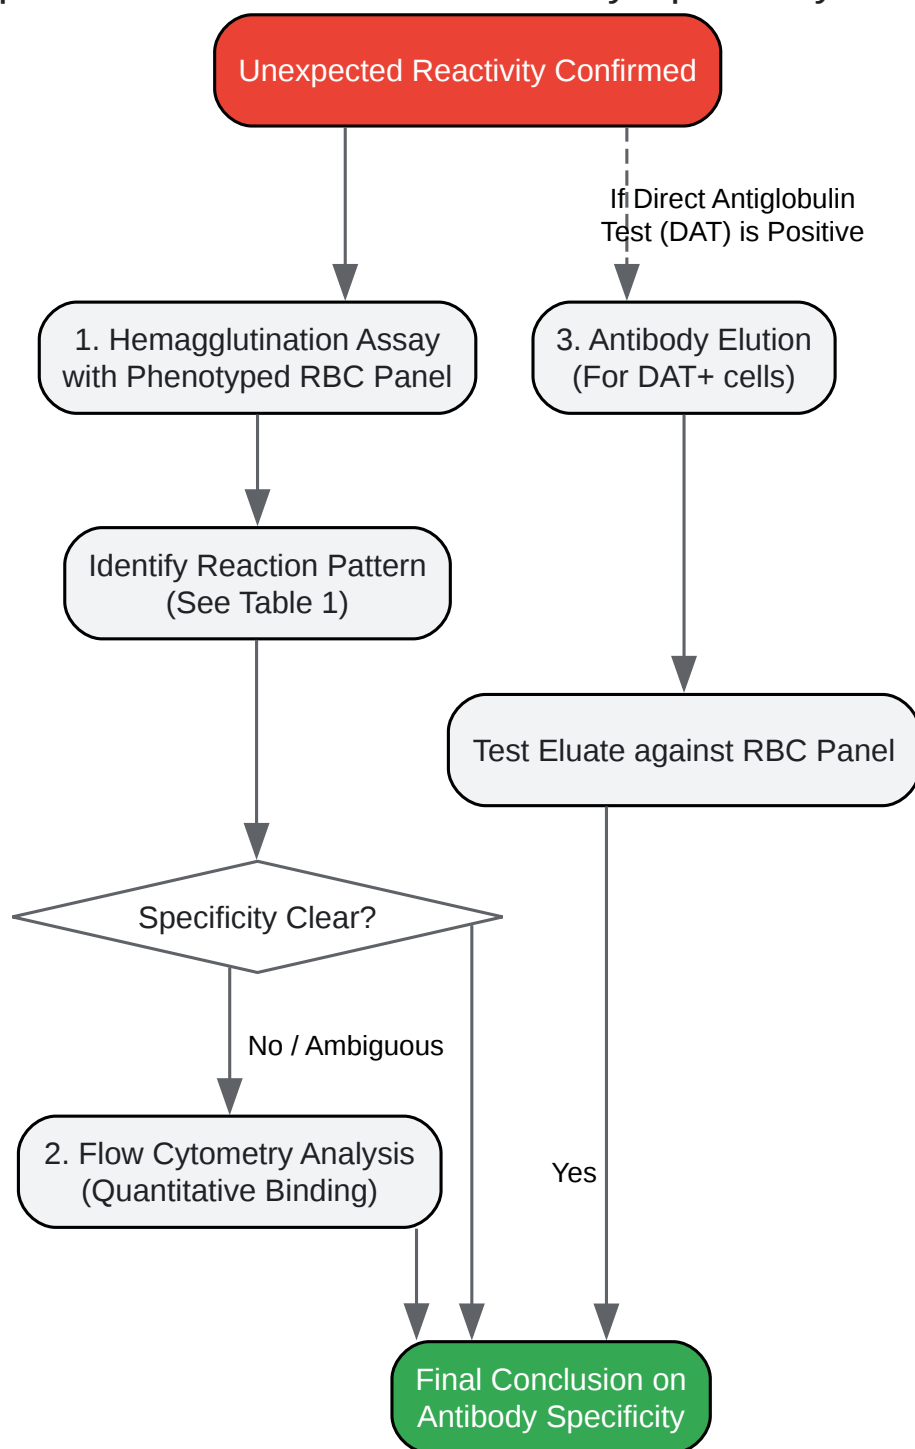 Unexpected Reactivity Confirmed
If Direct Antiglobulin
Test (DAT) is Positive
1. Hemagglutination Assay
with Phenotyped RBC Panel
3. Antibody Elution
(For DAT+ cells)
Identify Reaction Pattern
(See Table 1)
Test Eluate against RBC Panel
Specificity Clear?
No / Ambiguous
2. Flow Cytometry Analysis
(Quantitative Binding)
Yes
Final Conclusion on
Antibody Specificity